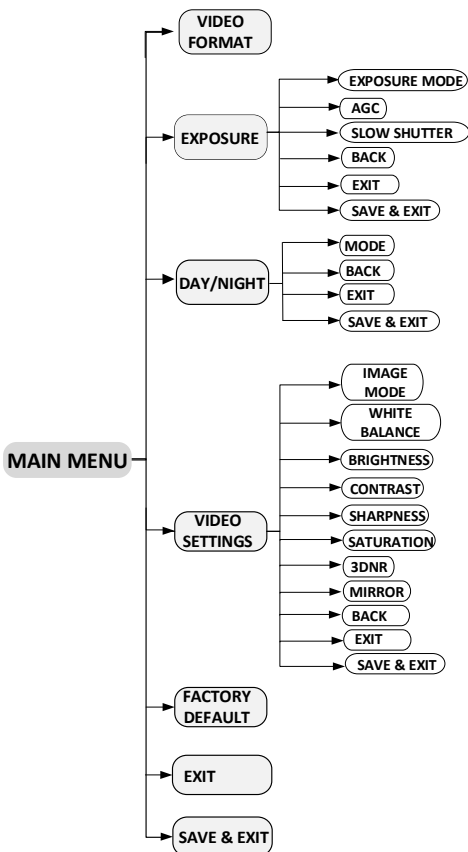 VIDEO
FORMAT
EXPOSURE
EXPOSURE MODE
AGC
SLOW SHUTTER
BACK
EXIT
SAVE & EXIT
DAY/NIGHT
MODE
BACK
EXIT
SAVE & EXIT
MAIN MENU
VIDEO
SETTINGS
IMAGE
MODE
WHITE
BALANCE
BRIGHTNESS
CONTRAST
SHARPNESS
SATURATION
3DNR
MIRROR
BACK
EXIT
SAVE & EXIT
FACTORY
DEFAULT
EXIT
SAVE & EXIT